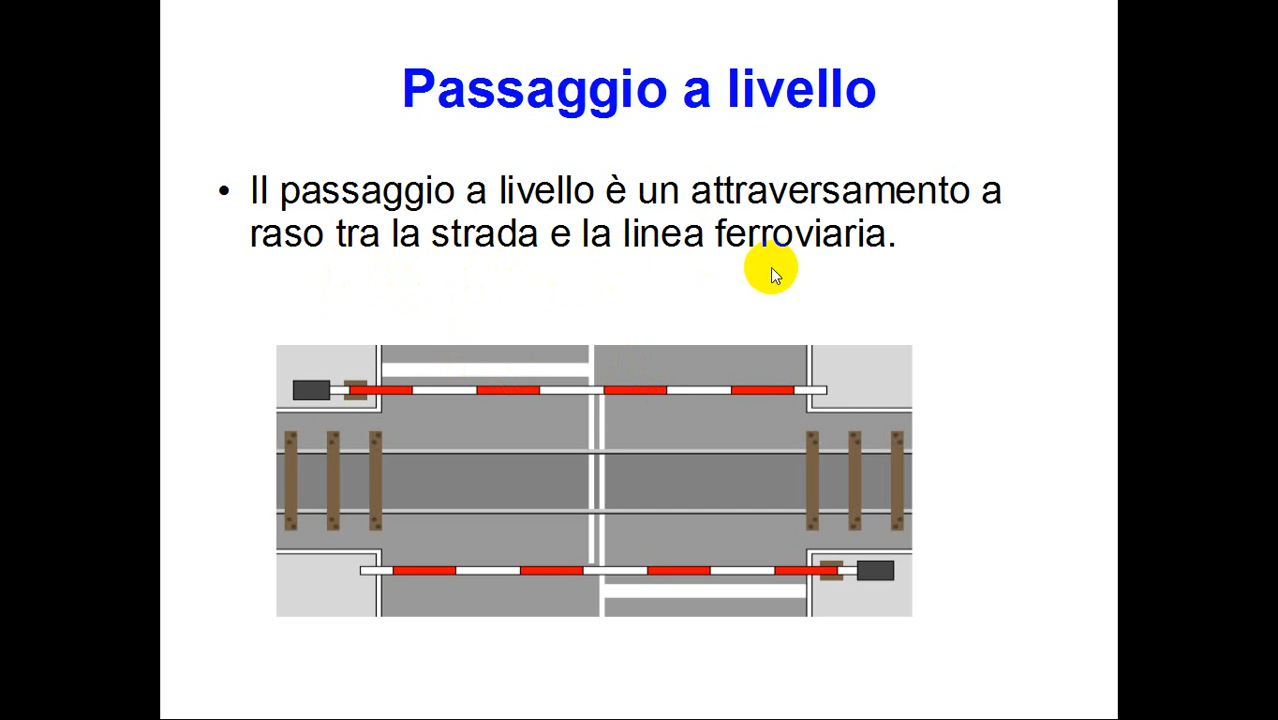 Passaggio a livello
• Il passaggio a livello è un attraversamento a
raso tra la strada e la linea ferroviaria.